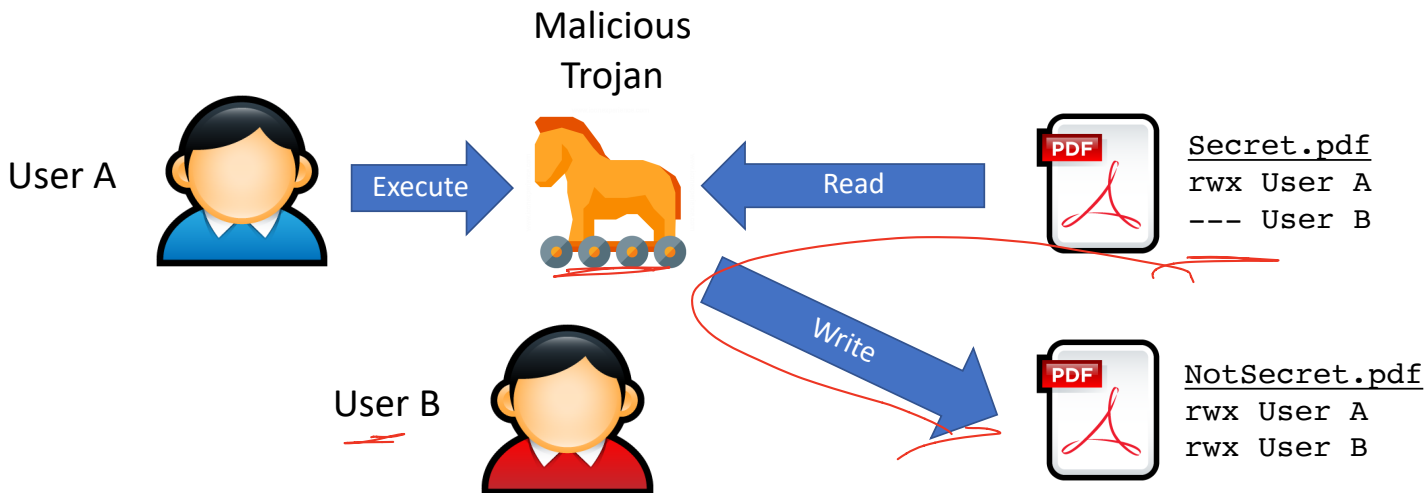 Malicious
Trojan
User A
Execute
Read
PDF
Secret.pdf
rwx User A
--- User B
Write
User B
PDF
NotSecret.pdf
rwx User A
rwx User B